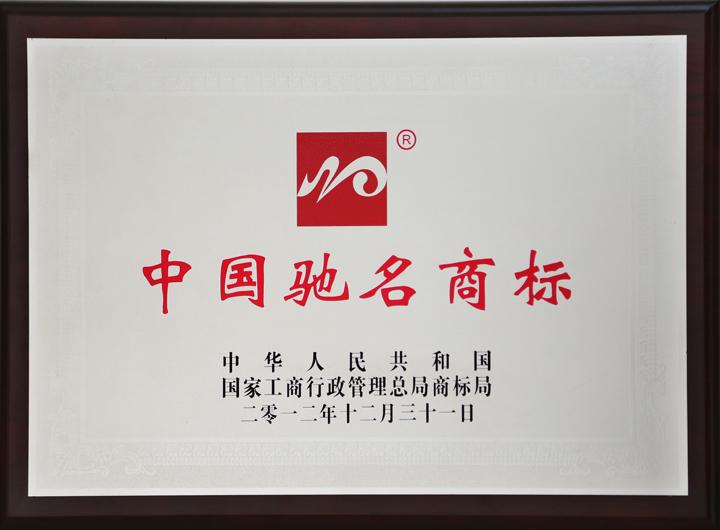 ®
中国驰名商标
中华人民共和国
国家工商行政管理总局商标局
二零一二年十二月三十一日